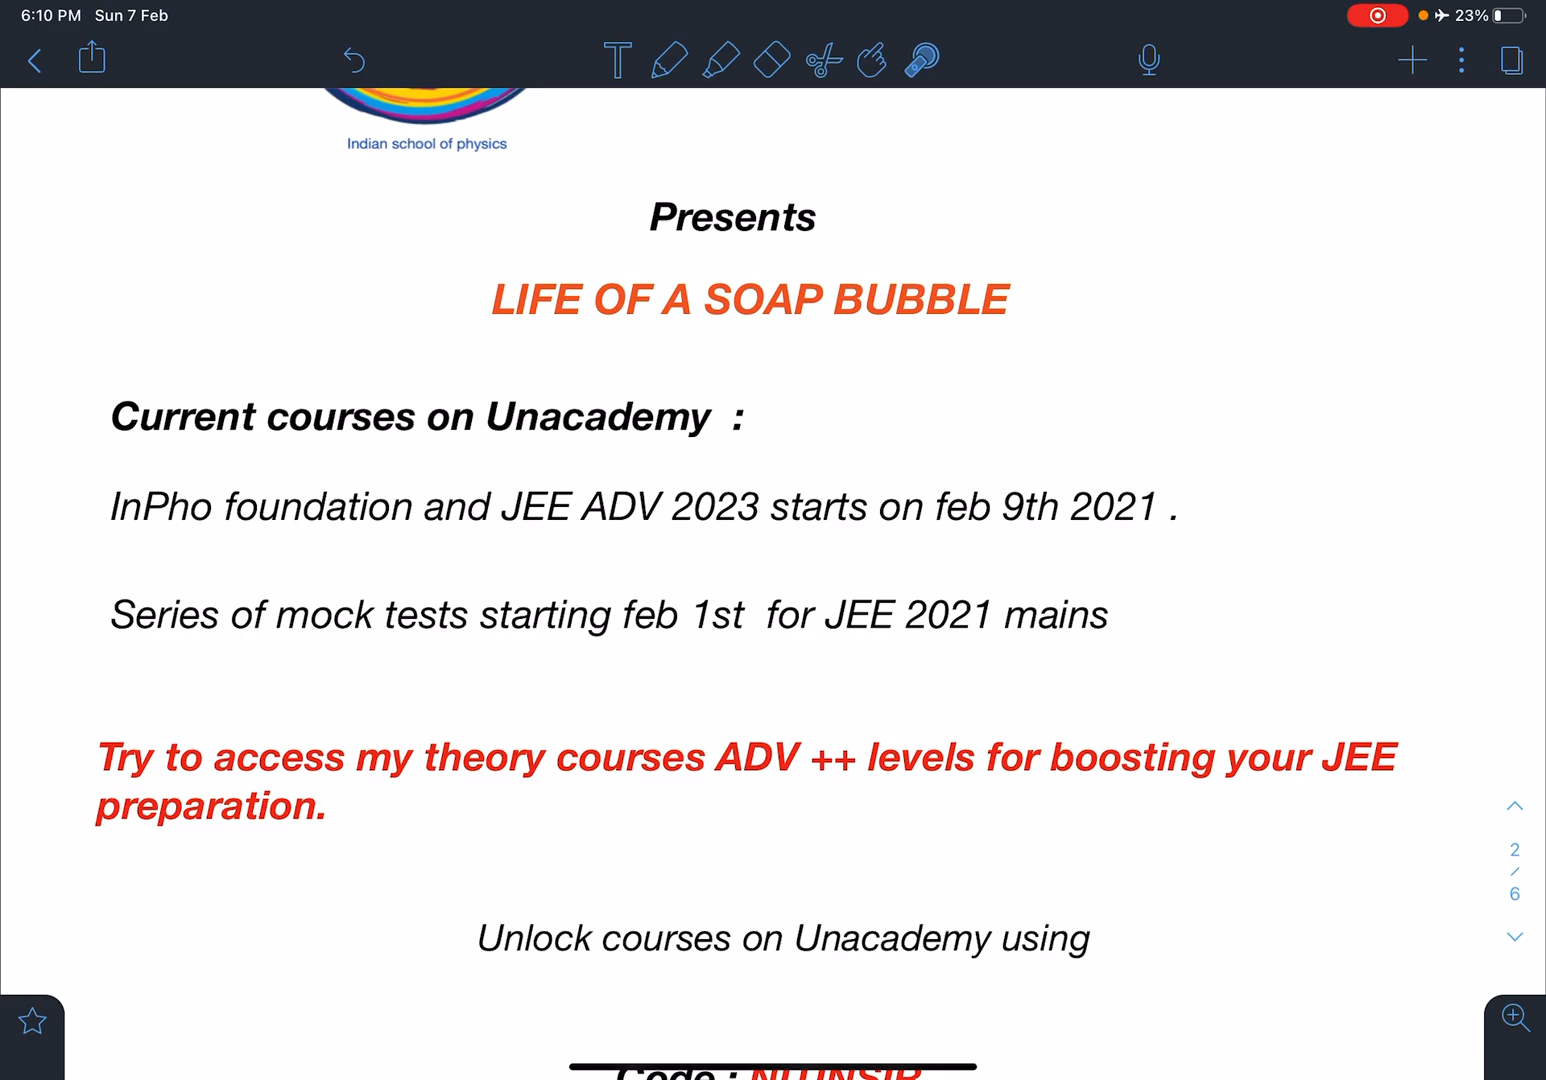 6:10 PM Sun 7 Feb
23%
Indian school of physics
Presents
LIFE OF A SOAP BUBBLE
Current courses on Unacademy :
InPho foundation and JEE ADV 2023 starts on feb 9th 2021 .
Series of mock tests starting feb 1st for JEE 2021 mains
Try to access my theory courses ADV ++ levels for boosting your JEE
preparation.
2
/
6
Unlock courses on Unacademy using
Code :